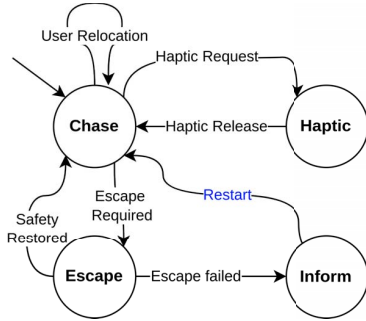 User Relocation
Haptic Request
Chase
Haptic Release
Haptic
Escape
Required
Restart
Safety
Restored
Escape
Escape failed
Inform